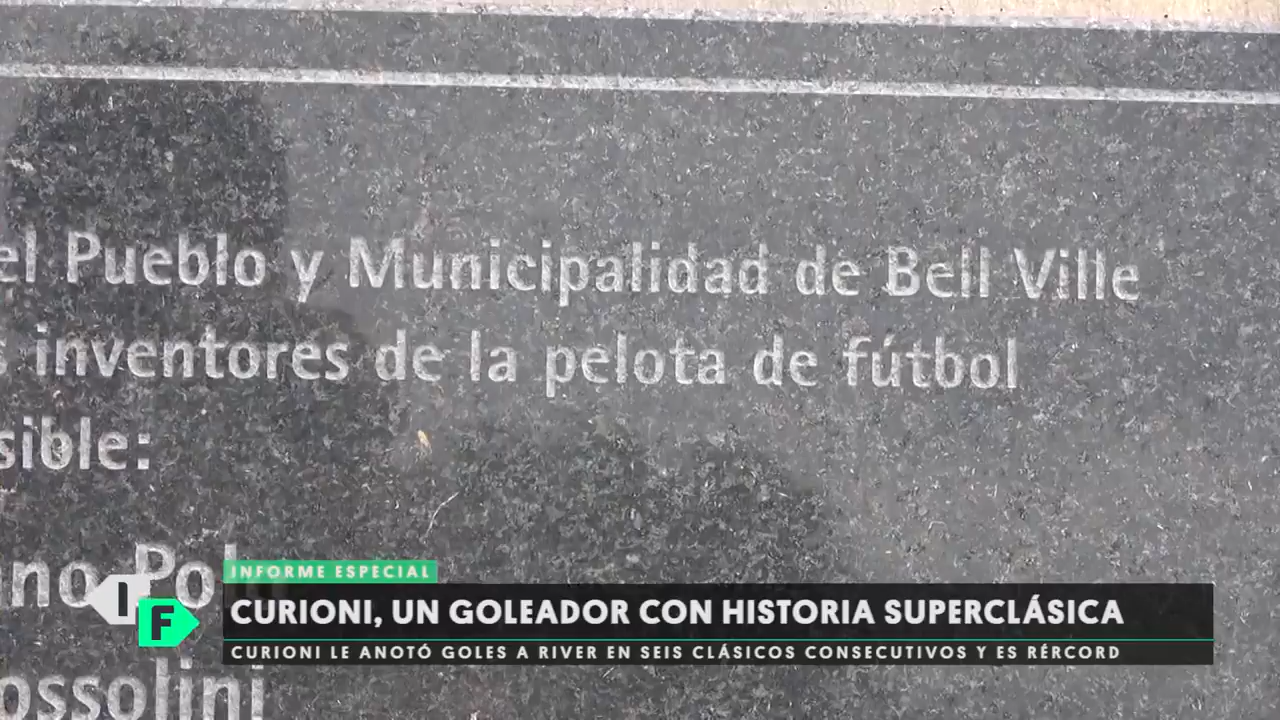 el Pueblo y Municipalidad de Bell Ville
inventores de la pelota de fútbol
INFORME ESPECIAL
IF
CURIONI, UN GOLEADOR CON HISTORIA SUPERCLÁSICA
CURIONI LE ANOTÓ GOLES A RIVER EN SEIS CLÁSICOS CONSECUTIVOS Y ES RÉRCORD